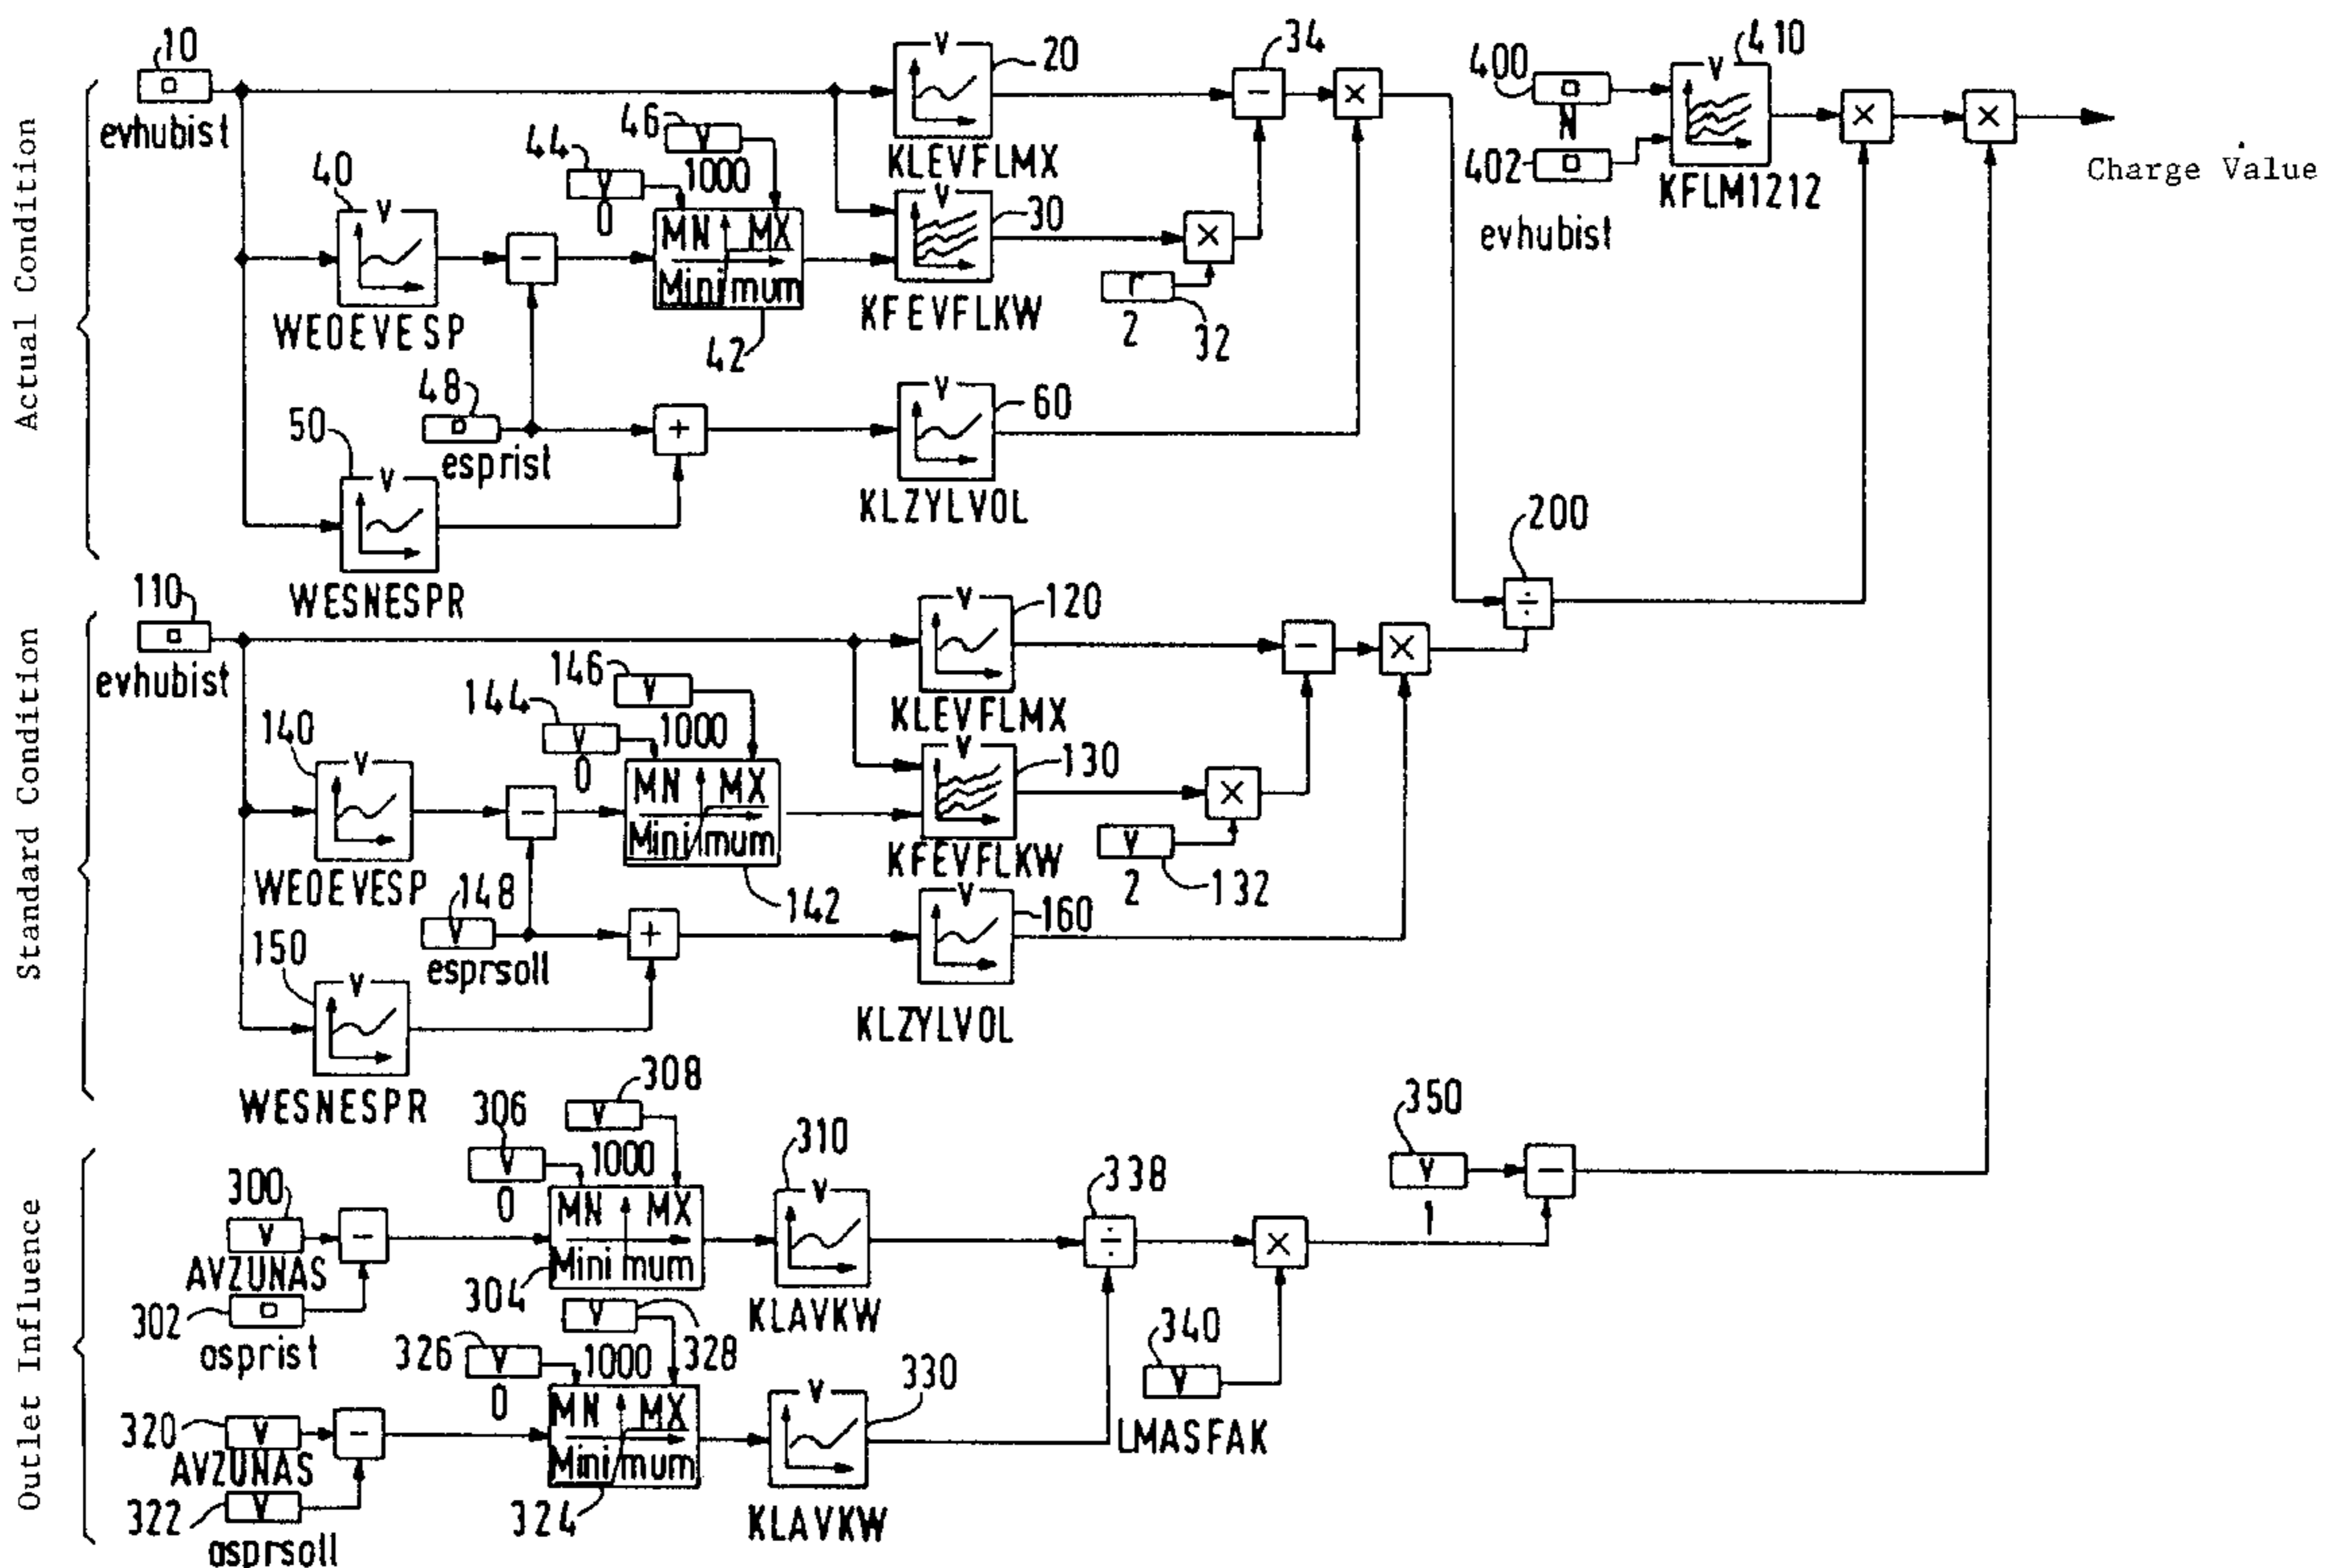 Actual Condition
10
evhubist
40
V
WEOEVESP
50
V
WESNESPR
44
V
0
46
V
1000
-
MN MX
Minimum
42
48
esprist
+
V
20
KLEVFLMX
V
30
KFEVFLKW
V
60
KLZYLVOL
34
-
×
×
2
32
400
N
402
evhubist
V
410
KFLM1212
×
×
Charge Value
200
÷
Standard Condition
110
evhubist
140
V
WEOEVESP
150
V
WESNESPR
144
V
0
146
V
1000
-
MN MX
Minimum
142
148
V
esprsoll
+
V
120
KLEVFLMX
V
130
KFEVFLKW
V
160
KLZYLVOL
-
×
×
V
2
132
Outlet Influence
300
V
AVZUNAS
302
asprist
-
306
V
0
308
V
1000
MN MX
Minimum
304
310
V
KLAVKW
320
V
AVZUNAS
322
V
asprsoll
-
326
V
0
328
V
1000
MN MX
Minimum
324
330
V
KLAVKW
338
÷
×
340
V
LMASFAK
350
V
1
-